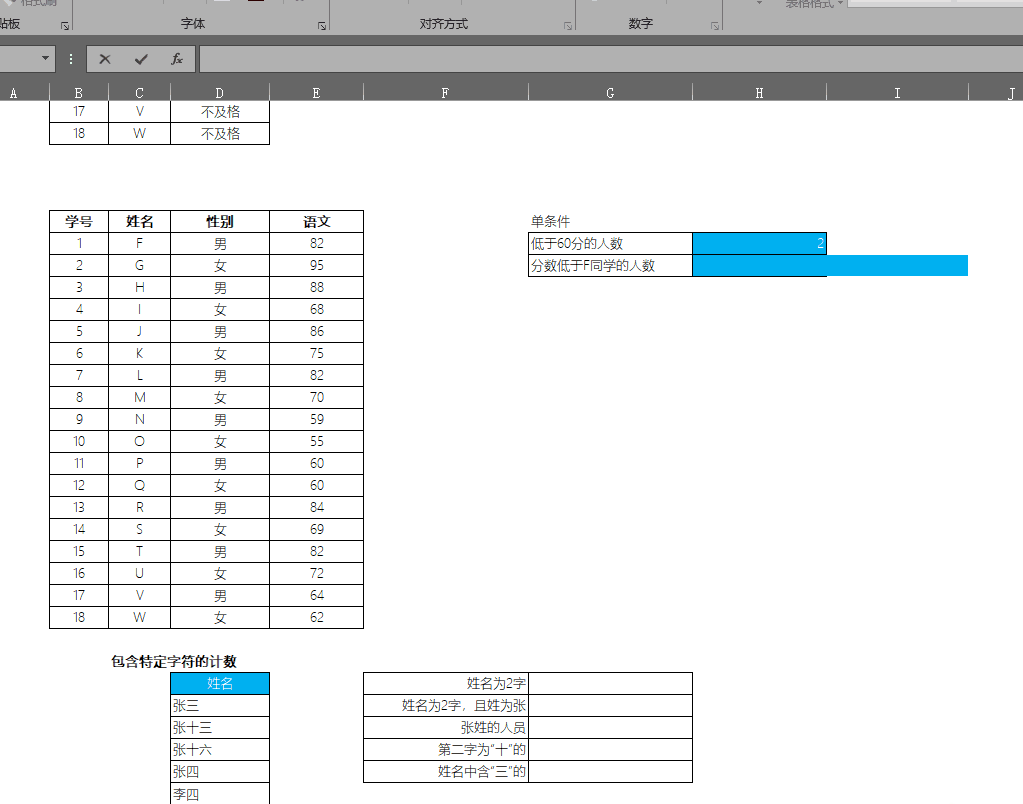 格式刷
表格格式
贴板 字体 对齐方式 数字
fx
A B C D E F G H I J
17 V 不及格
18 W 不及格
学号 姓名 性别 语文 单条件
1 F 男 82 低于60分的人数 2
2 G 女 95 分数低于F同学的人数
3 H 男 88
4 I 女 68
5 J 男 86
6 K 女 75
7 L 男 82
8 M 女 70
9 N 男 59
10 O 女 55
11 P 男 60
12 Q 女 60
13 R 男 84
14 S 女 69
15 T 男 82
16 U 女 72
17 V 男 64
18 W 女 62
包含特定字符的计数
姓名 姓名为2字
张三 姓名为2字，且姓为张
张十三 张姓的人员
张十六 第二字为“十”的
张四 姓名中含“三”的
李四